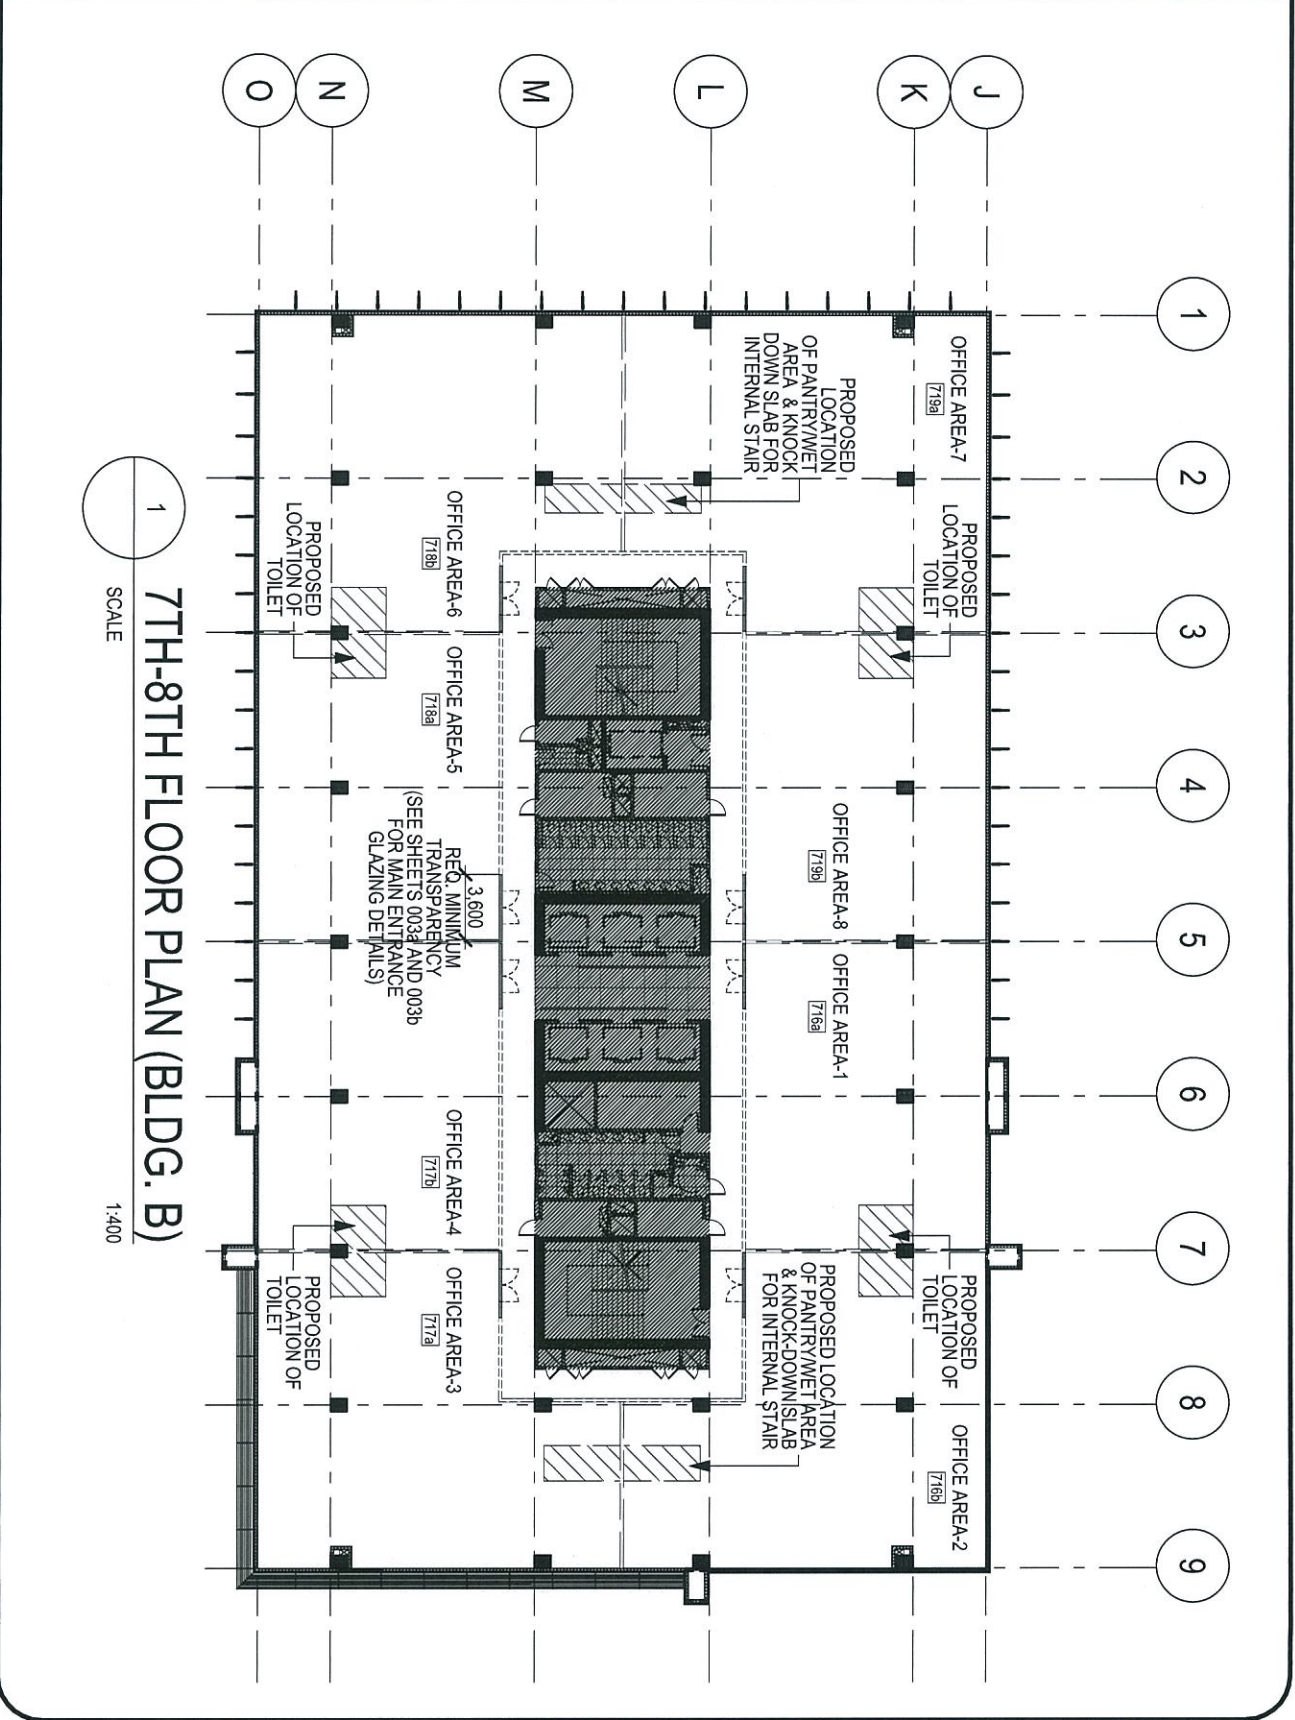 1
2
3
4
5
6
7
8
9
J
K
L
M
N
O
OFFICE AREA-7
719a
PROPOSED
LOCATION OF
TOILET
PROPOSED
LOCATION OF
TOILET
OFFICE AREA-2
716b
PROPOSED
LOCATION
OF PANTRY/WET
AREA & KNOCK
DOWN SLAB FOR
INTERNAL STAIR
OFFICE AREA-8
719b
OFFICE AREA-1
716a
PROPOSED LOCATION
OF PANTRY/WET AREA
& KNOCK-DOWN SLAB
FOR INTERNAL STAIR
OFFICE AREA-6
718b
OFFICE AREA-5
718a
3,600
REQ. MINIMUM
TRANSPARENCY
(SEE SHEETS 003a AND 003b
FOR MAIN ENTRANCE
GLAZING DETAILS)
OFFICE AREA-4
717b
OFFICE AREA-3
717a
PROPOSED
LOCATION OF
TOILET
PROPOSED
LOCATION OF
TOILET
1
7TH-8TH FLOOR PLAN (BLDG. B)
SCALE
1:400